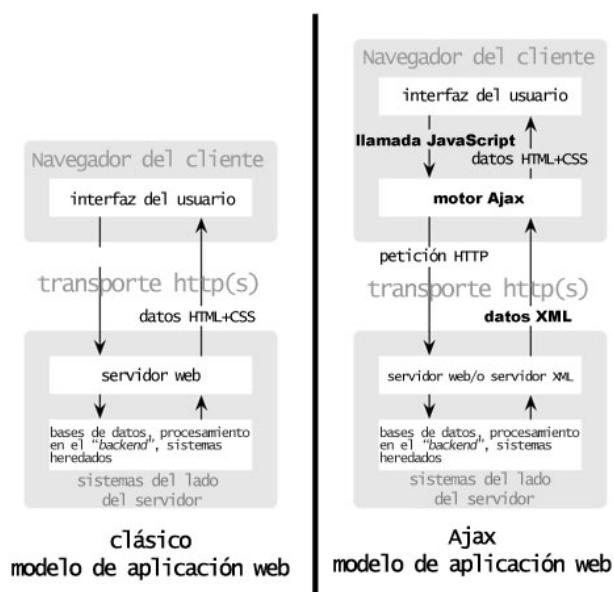 Navegador del cliente
interfaz del usuario
transporte http(s)
datos HTML+CSS
servidor web
bases de datos, procesamiento
en el "backend", sistemas
heredados
sistemas del lado
del servidor
clásico
modelo de aplicación web
Navegador del cliente
interfaz del usuario
llamada JavaScript
datos HTML+CSS
motor Ajax
petición HTTP
transporte http(s)
datos XML
servidor web/o servidor XML
bases de datos, procesamiento
en el "backend", sistemas
heredados
sistemas del lado
del servidor
Ajax
modelo de aplicación web